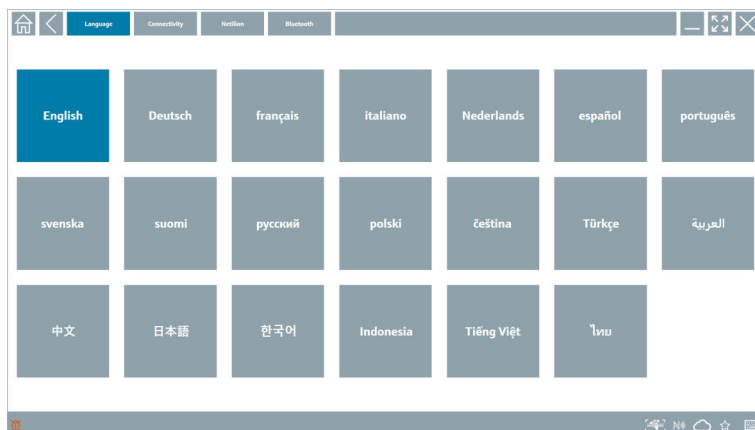 Language Connectivity Netilion Bluetooth
English Deutsch français italiano Nederlands español português
svenska suomi русский polski čeština Türkçe العربية
中文 日本語 한국어 Indonesia Tiếng Việt ไทย